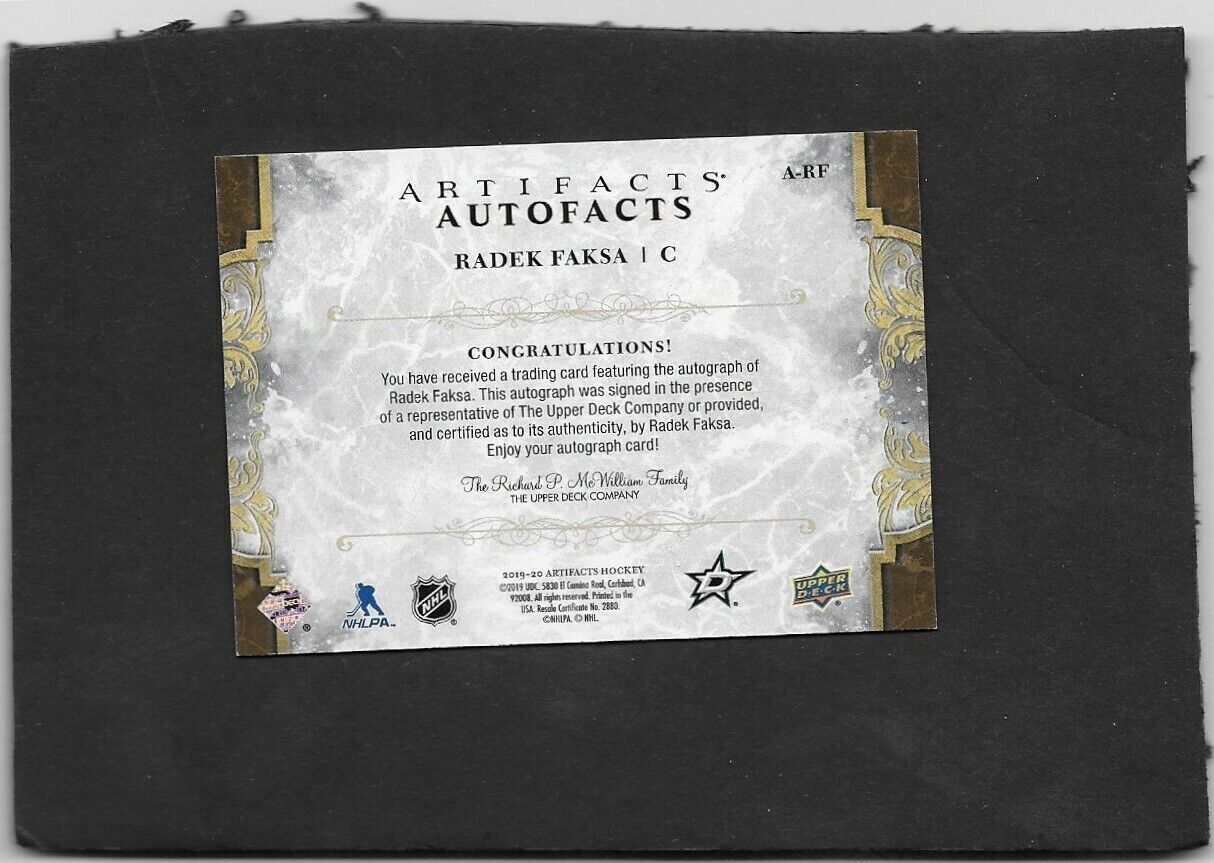 A-RF
ARTIFACTS®
AUTOFACTS
RADEK FAKSA | C
CONGRATULATIONS!
You have received a trading card featuring the autograph of
Radek Faksa. This autograph was signed in the presence
of a representative of The Upper Deck Company or provided,
and certified as to its authenticity, by Radek Faksa.
Enjoy your autograph card!
The Richard P. McWilliam Family
THE UPPER DECK COMPANY
2019-20 ARTIFACTS HOCKEY
©2019 UDC. 5830 El Camino Real, Carlsbad, CA
92008. All rights reserved. Printed in the
USA. Resale Certificate No. 2880.
©NHLPA. © NHL.
NHLPA™
NHL
D
UPPER
DECK